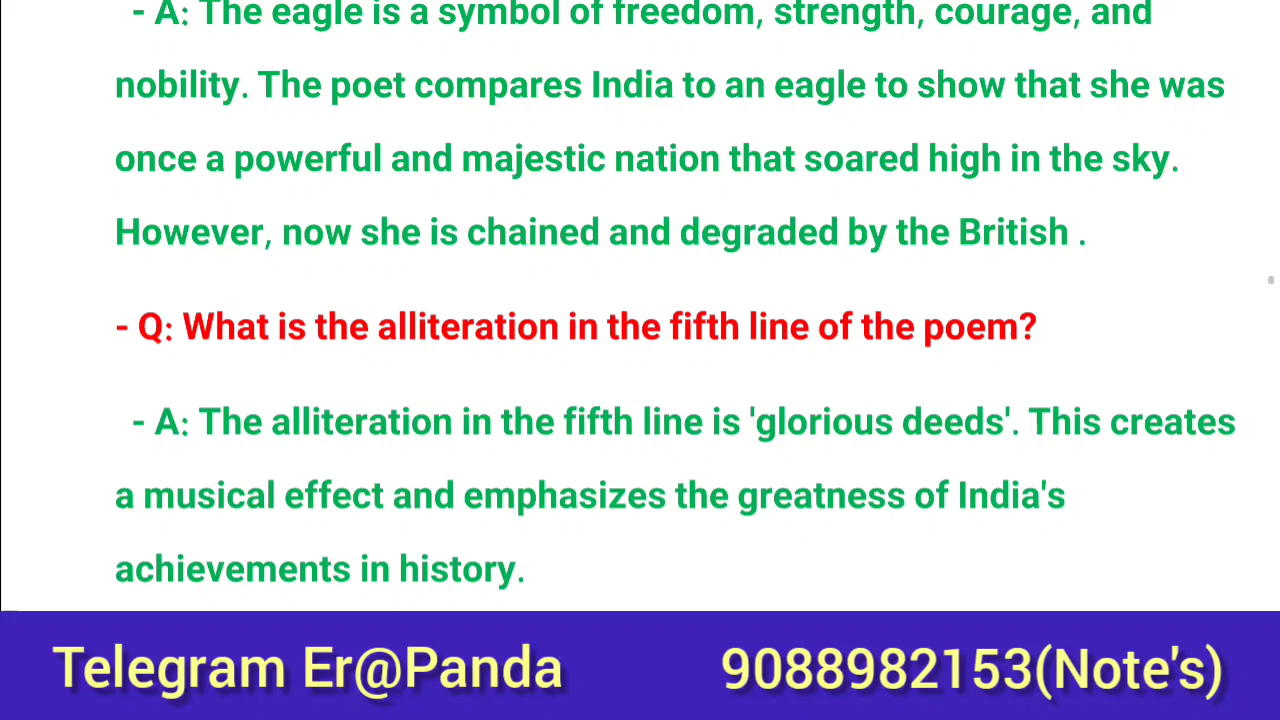 - A: The eagle is a symbol of freedom, strength, courage, and
nobility. The poet compares India to an eagle to show that she was
once a powerful and majestic nation that soared high in the sky.
However, now she is chained and degraded by the British .
- Q: What is the alliteration in the fifth line of the poem?
- A: The alliteration in the fifth line is 'glorious deeds'. This creates
a musical effect and emphasizes the greatness of India's
achievements in history.
Telegram Er@Panda 9088982153(Note's)